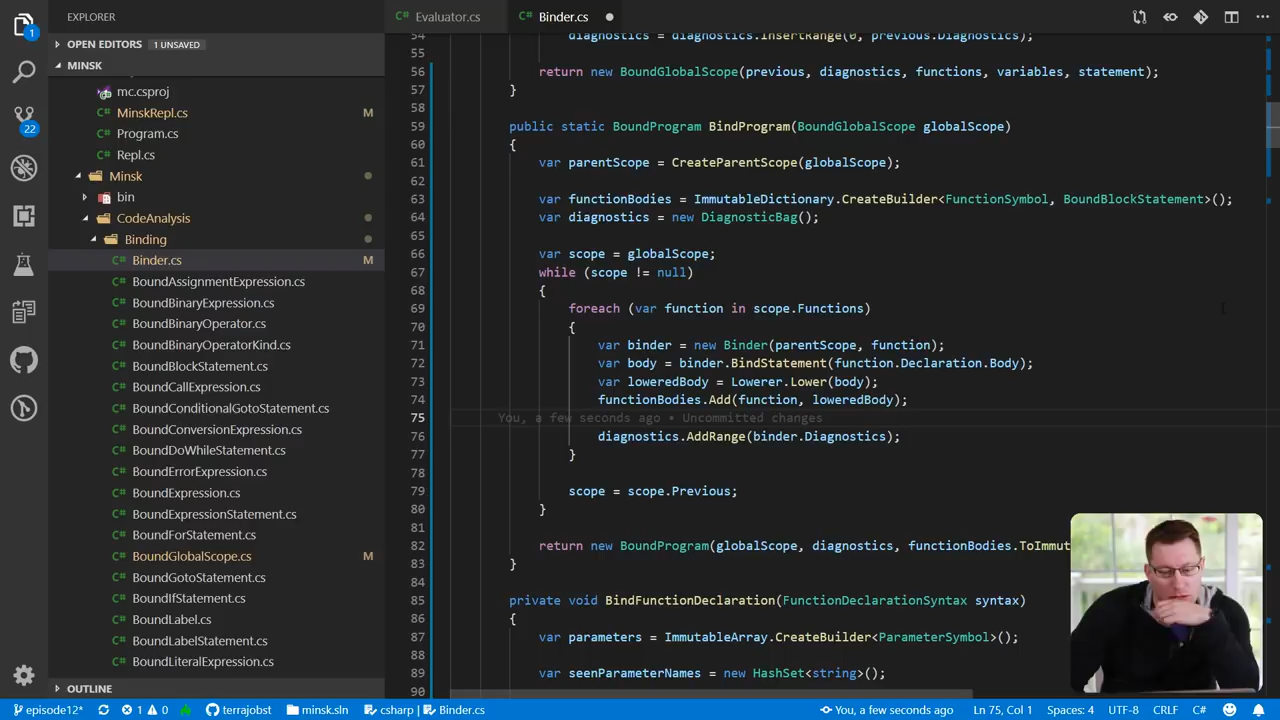 EXPLORER
OPEN EDITORS 1 UNSAVED
MINSK
mc.csproj
MinskRepl.cs M
Program.cs
Repl.cs
Minsk
bin
CodeAnalysis
Binding
Binder.cs M
BoundAssignmentExpression.cs
BoundBinaryExpression.cs
BoundBinaryOperator.cs
BoundBinaryOperatorKind.cs
BoundBlockStatement.cs
BoundCallExpression.cs
BoundConditionalGotoStatement.cs
BoundConversionExpression.cs
BoundDoWhileStatement.cs
BoundErrorExpression.cs
BoundExpression.cs
BoundExpressionStatement.cs
BoundForStatement.cs
BoundGlobalScope.cs M
BoundGotoStatement.cs
BoundIfStatement.cs
BoundLabel.cs
BoundLabelStatement.cs
BoundLiteralExpression.cs
OUTLINE
1
22
Evaluator.cs
Binder.cs
54 diagnostics = diagnostics.InsertRange(0, previous.Diagnostics);
55
56 return new BoundGlobalScope(previous, diagnostics, functions, variables, statement);
57 }
58
59 public static BoundProgram BindProgram(BoundGlobalScope globalScope)
60 {
61 var parentScope = CreateParentScope(globalScope);
62
63 var functionBodies = ImmutableDictionary.CreateBuilder<FunctionSymbol, BoundBlockStatement>();
64 var diagnostics = new DiagnosticBag();
65
66 var scope = globalScope;
67 while (scope != null)
68 {
69 foreach (var function in scope.Functions)
70 {
71 var binder = new Binder(parentScope, function);
72 var body = binder.BindStatement(function.Declaration.Body);
73 var loweredBody = Lowerer.Lower(body);
74 functionBodies.Add(function, loweredBody);
75 You, a few seconds ago • Uncommitted changes
76 diagnostics.AddRange(binder.Diagnostics);
77 }
78
79 scope = scope.Previous;
80 }
81
82 return new BoundProgram(globalScope, diagnostics, functionBodies.ToImmut
83 }
84
85 private void BindFunctionDeclaration(FunctionDeclarationSyntax syntax)
86 {
87 var parameters = ImmutableArray.CreateBuilder<ParameterSymbol>();
88
89 var seenParameterNames = new HashSet<string>();
90
episode12* 1 0 terrajobst minsk.sln csharp Binder.cs You, a few seconds ago Ln 75, Col 1 Spaces: 4 UTF-8 CRLF C#